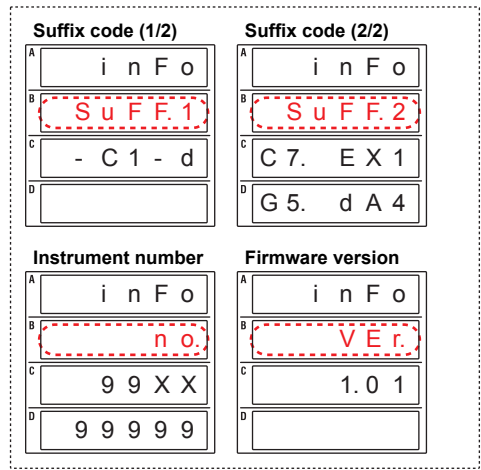 Suffix code (1/2)
A i n F o
B S u F F. 1
C - C 1 - d
D
Suffix code (2/2)
A i n F o
B S u F F. 2
C C 7. E X 1
D G 5. d A 4
Instrument number
A i n F o
B n o.
C 9 9 X X
D 9 9 9 9 9
Firmware version
A i n F o
B V E r.
C 1. 0 1
D